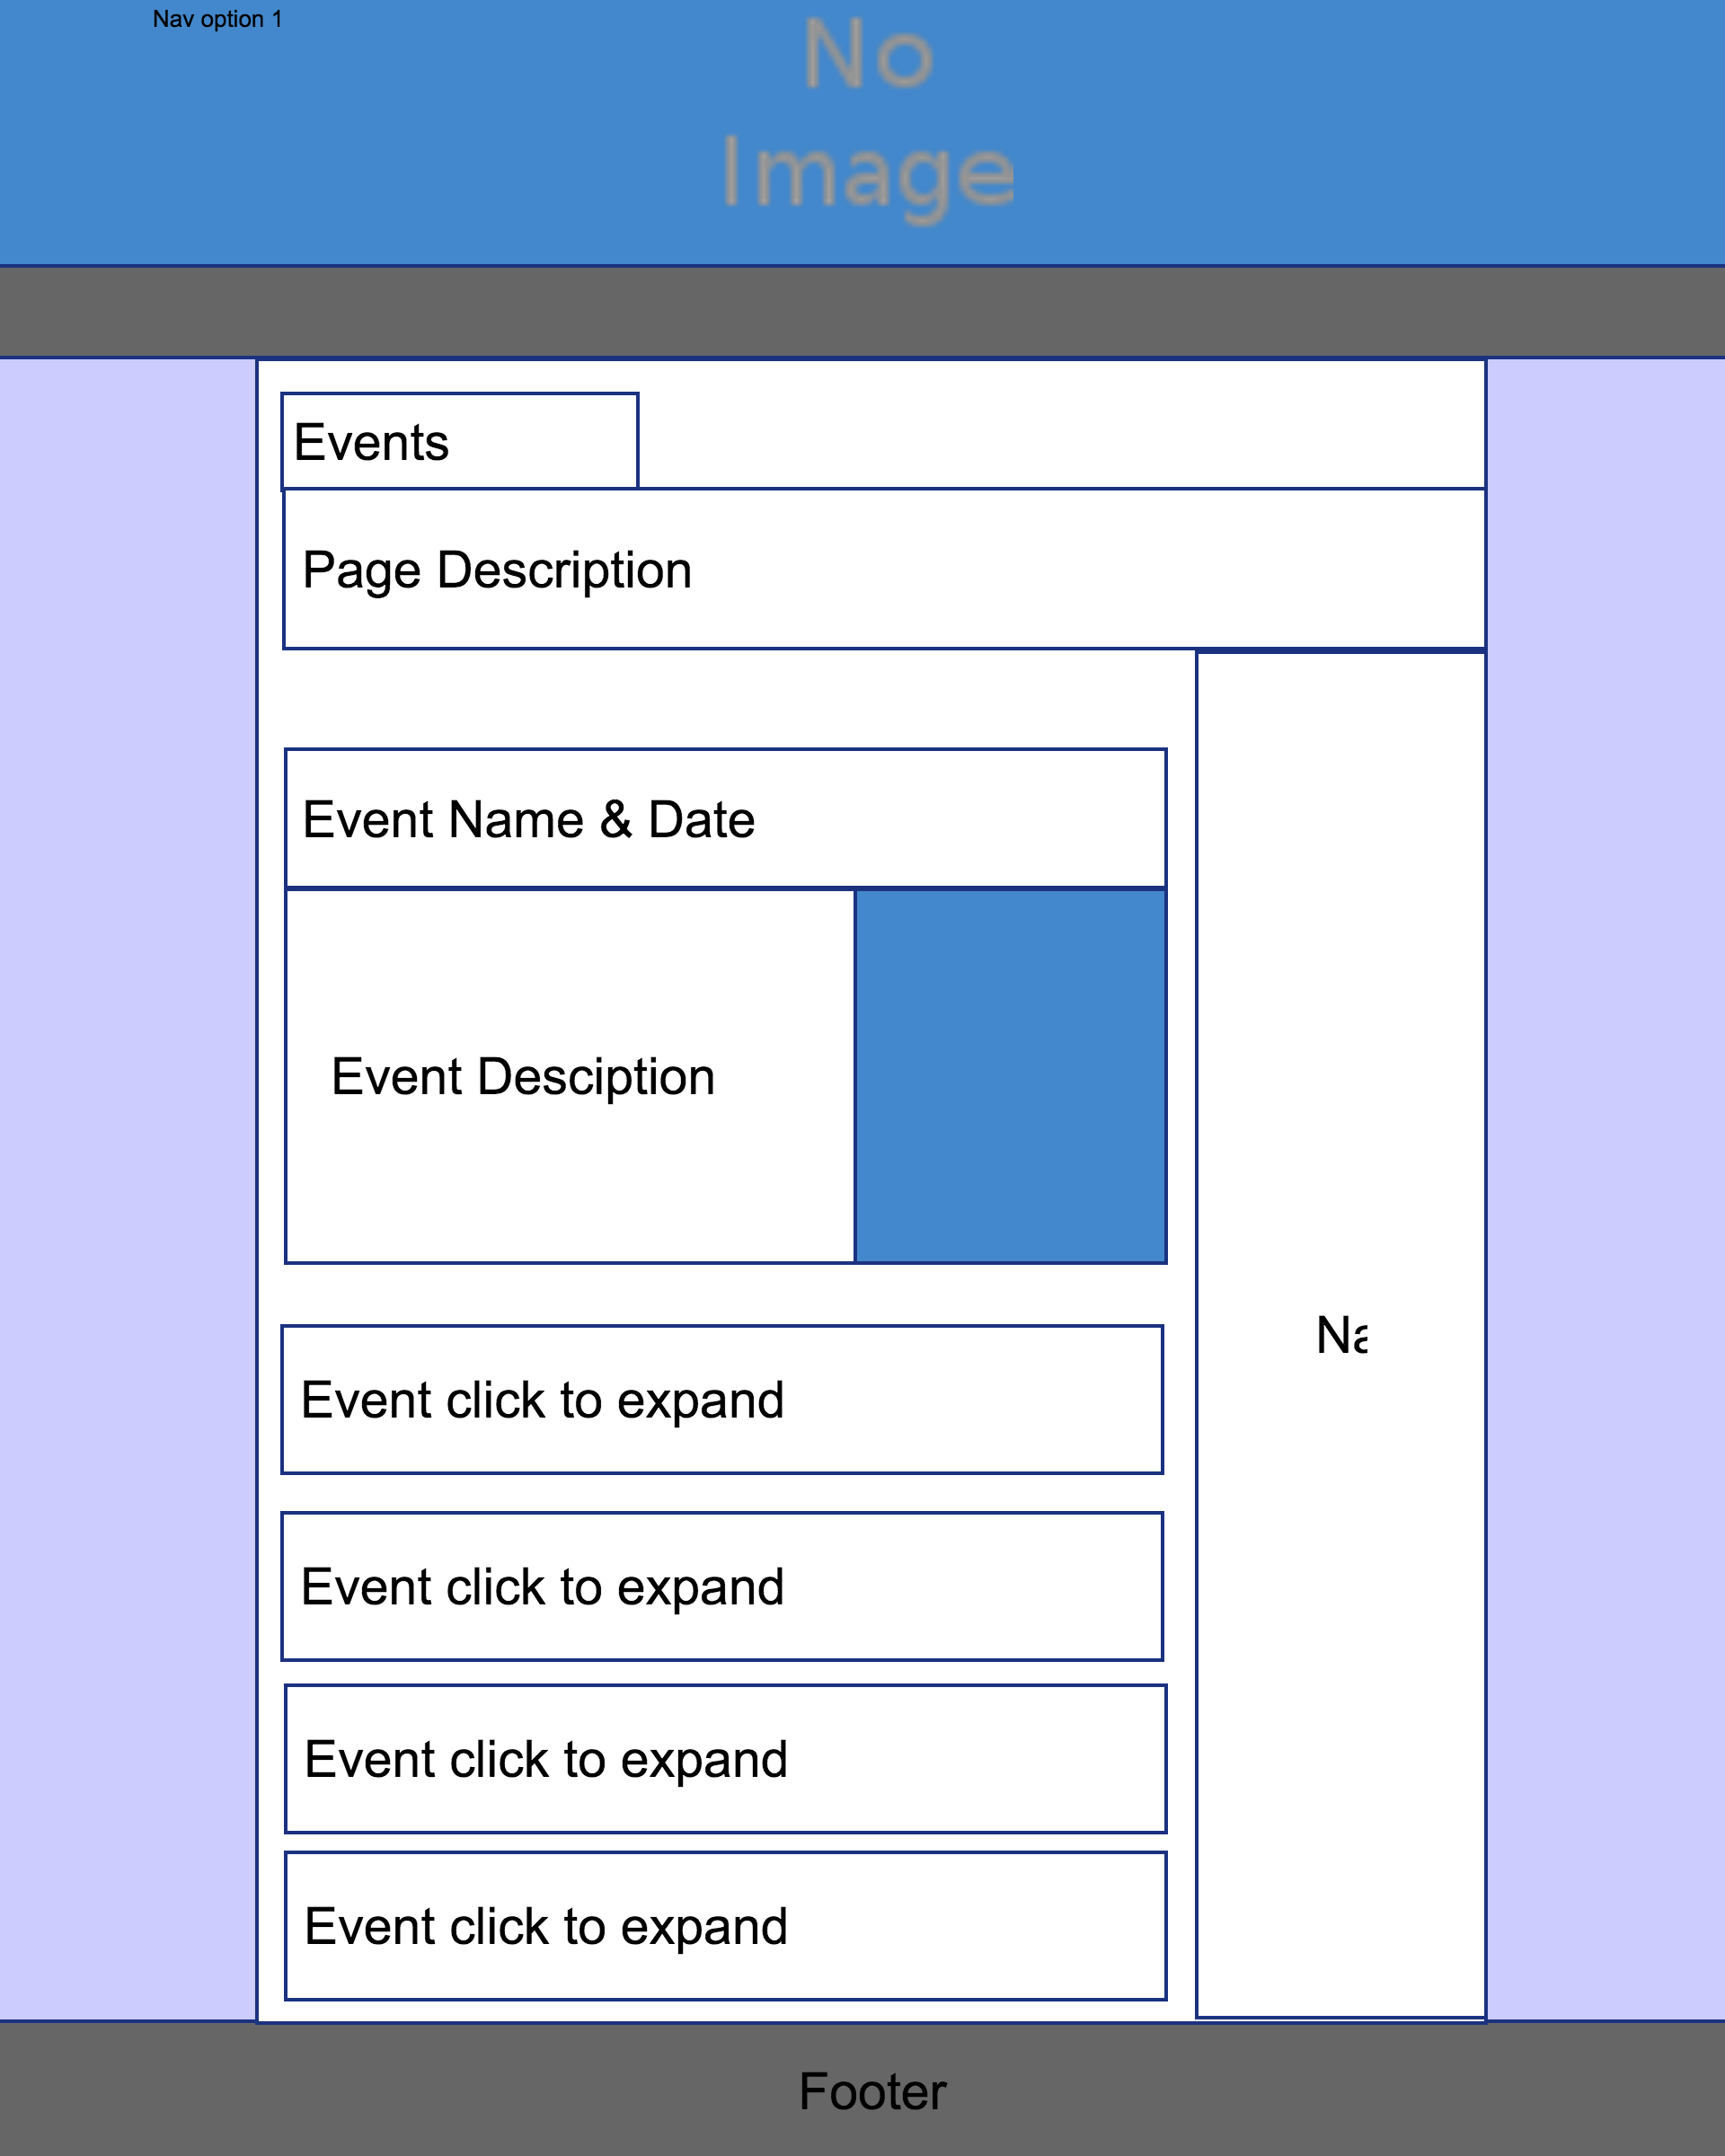 Nav option 1
No
Image
Events
Page Description
Event Name & Date
Event Desciption
Na
Event click to expand
Event click to expand
Event click to expand
Event click to expand
Footer